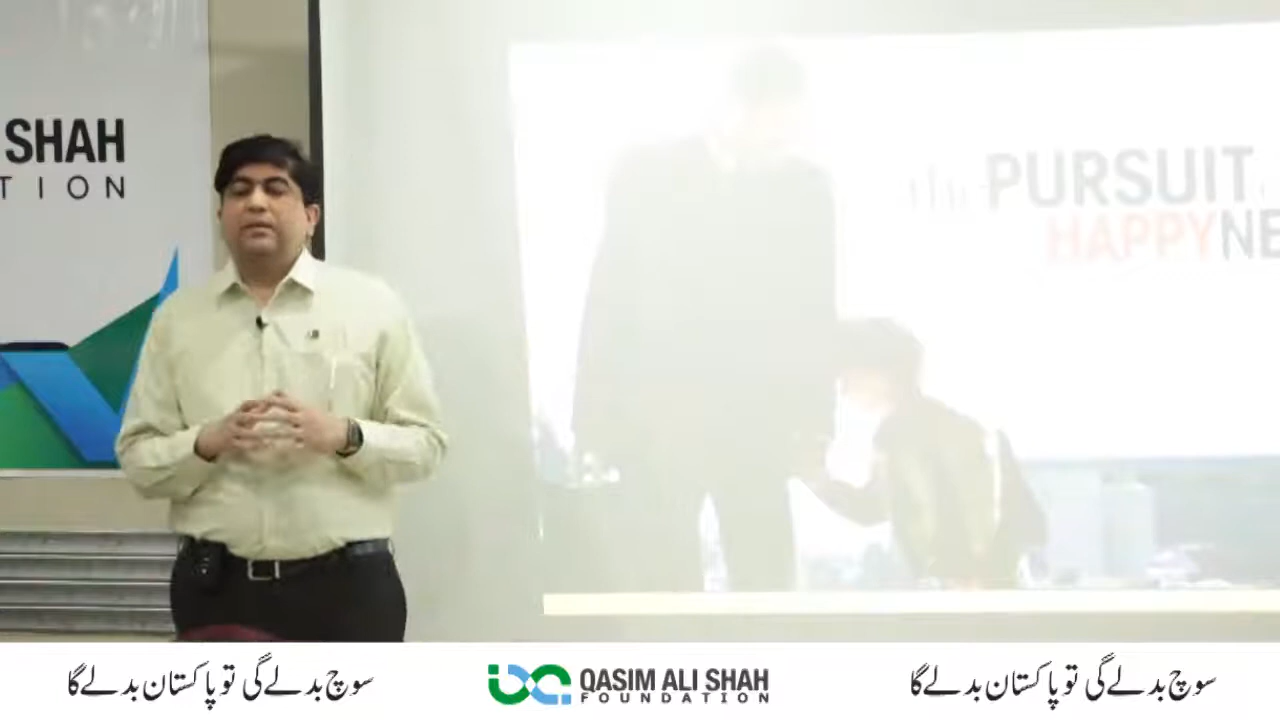 SHAH
TION
the PURSUIT
HAPPYNE
سوچ بدلے گی تو پاکستان بدلے گا
QASIM ALI SHAH
FOUNDATION
سوچ بدلے گی تو پاکستان بدلے گا